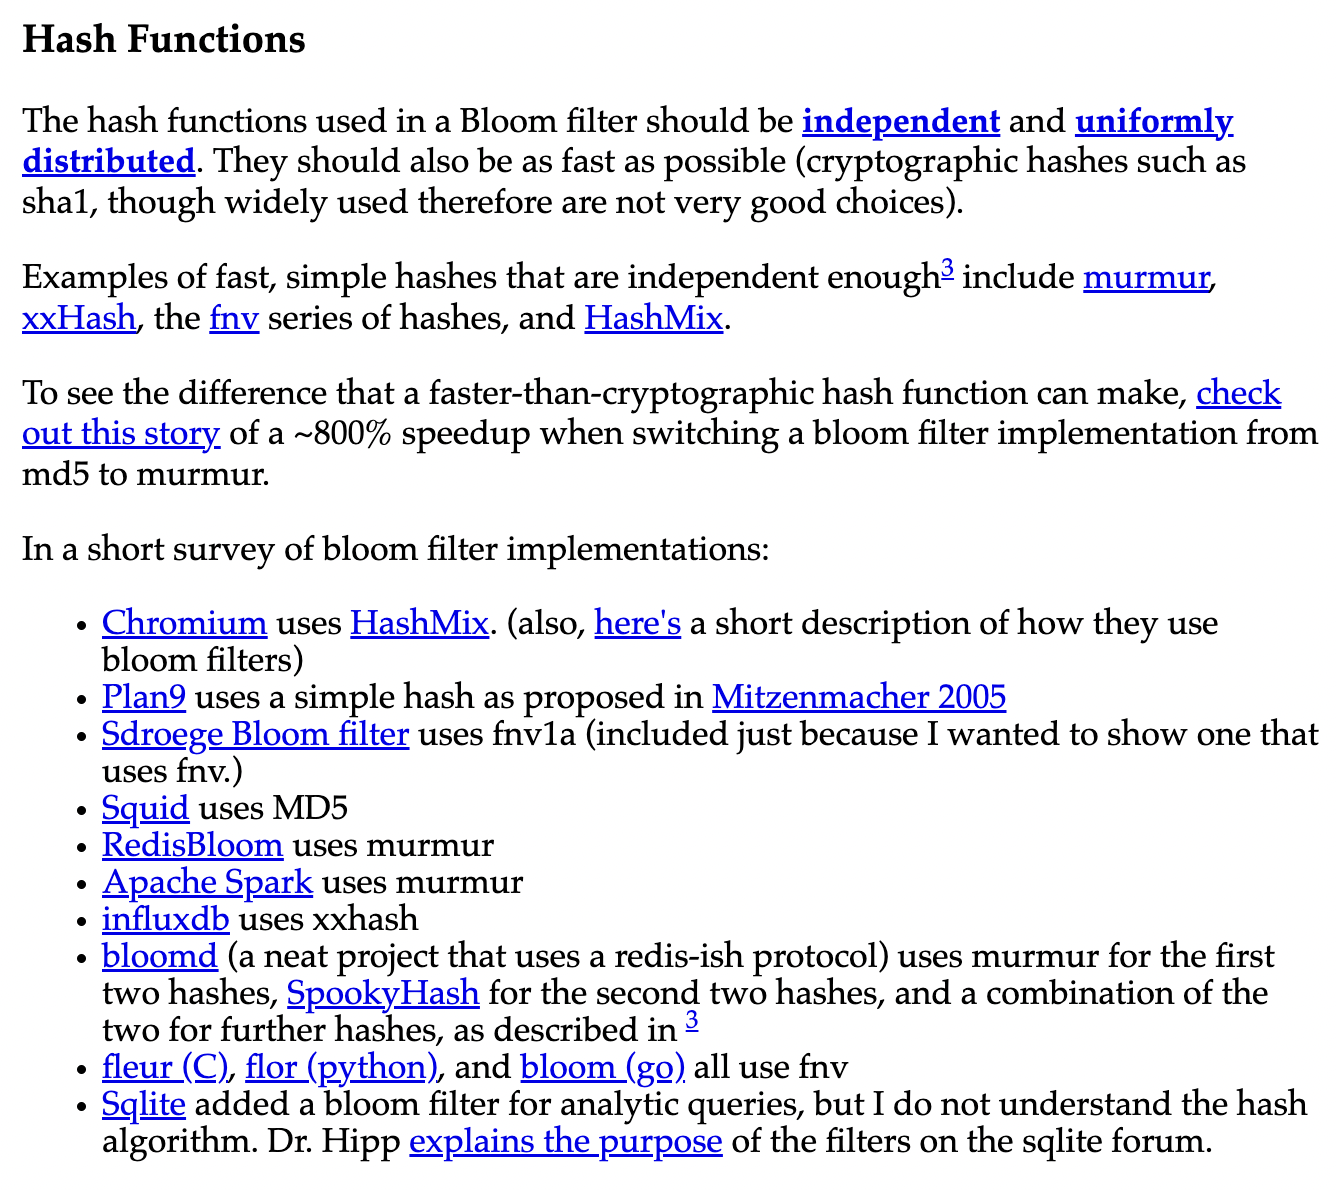 Hash Functions
The hash functions used in a Bloom filter should be independent and uniformly
distributed. They should also be as fast as possible (cryptographic hashes such as
sha1, though widely used therefore are not very good choices).
Examples of fast, simple hashes that are independent enough3 include murmur,
xxHash, the fnv series of hashes, and HashMix.
To see the difference that a faster-than-cryptographic hash function can make, check
out this story of a ~800% speedup when switching a bloom filter implementation from
md5 to murmur.
In a short survey of bloom filter implementations:
• Chromium uses HashMix. (also, here's a short description of how they use
bloom filters)
• Plan9 uses a simple hash as proposed in Mitzenmacher 2005
• Sdroege Bloom filter uses fnv1a (included just because I wanted to show one that
uses fnv.)
• Squid uses MD5
• RedisBloom uses murmur
• Apache Spark uses murmur
• influxdb uses xxhash
• bloomd (a neat project that uses a redis-ish protocol) uses murmur for the first
two hashes, SpookyHash for the second two hashes, and a combination of the
two for further hashes, as described in 3
• fleur (C), flor (python), and bloom (go) all use fnv
• Sqlite added a bloom filter for analytic queries, but I do not understand the hash
algorithm. Dr. Hipp explains the purpose of the filters on the sqlite forum.